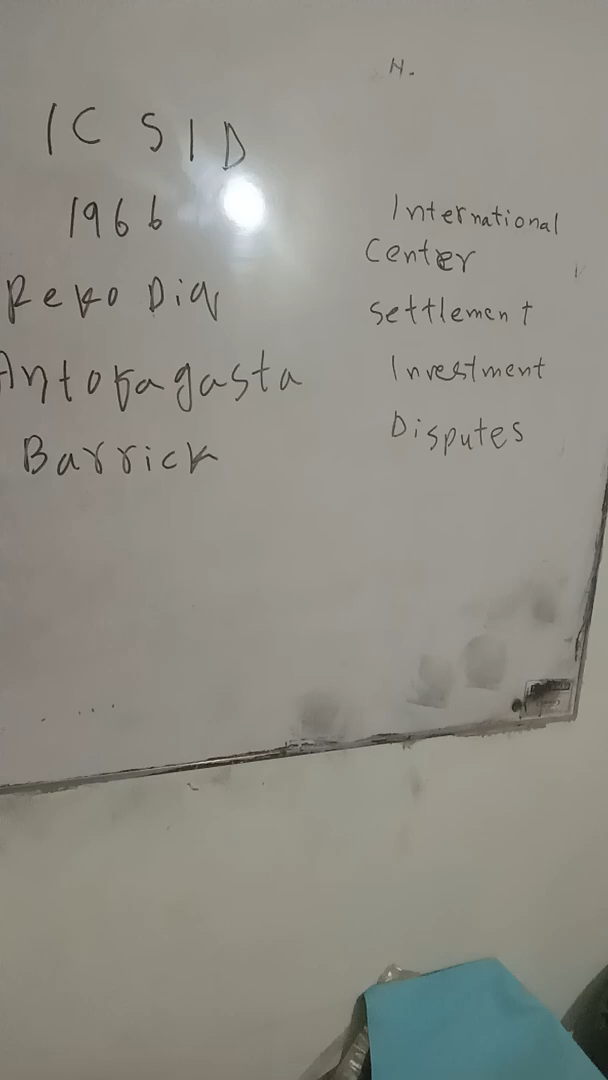 N.
ICSID
1966
Reko Diq
Antofagasta
Barrick
International
Center
Settlement
Investment
Disputes